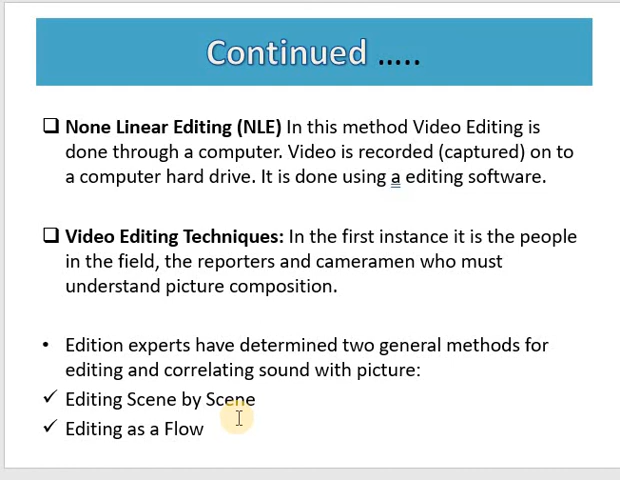 Continued .....
None Linear Editing (NLE) In this method Video Editing is
done through a computer. Video is recorded (captured) on to
a computer hard drive. It is done using a editing software.
Video Editing Techniques: In the first instance it is the people
in the field, the reporters and cameramen who must
understand picture composition.
• Edition experts have determined two general methods for
editing and correlating sound with picture:
✓ Editing Scene by Scene
✓ Editing as a Flow